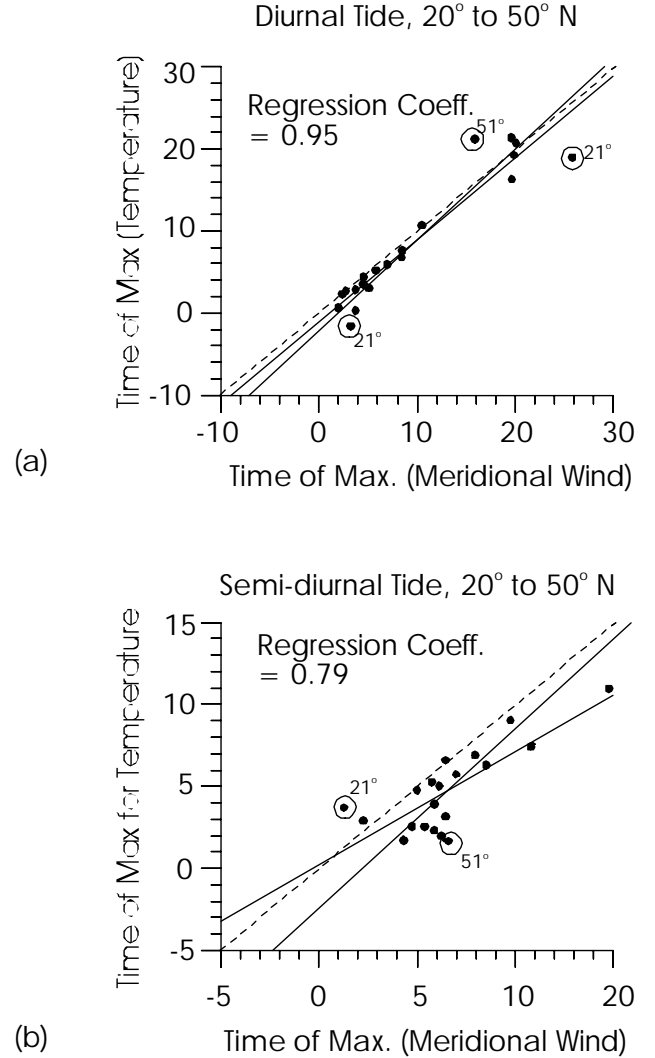 Diurnal Tide, 20° to 50° N
Time of Max (Temperature)
30
20
10
0
-10
Regression Coeff.
= 0.95
51°
21°
21°
-10
0
10
20
30
(a)
Time of Max. (Meridional Wind)
Semi-diurnal Tide, 20° to 50° N
Time of Max for Temperature
15
10
5
0
-5
Regression Coeff.
= 0.79
21°
51°
-5
0
5
10
20
(b)
Time of Max. (Meridional Wind)